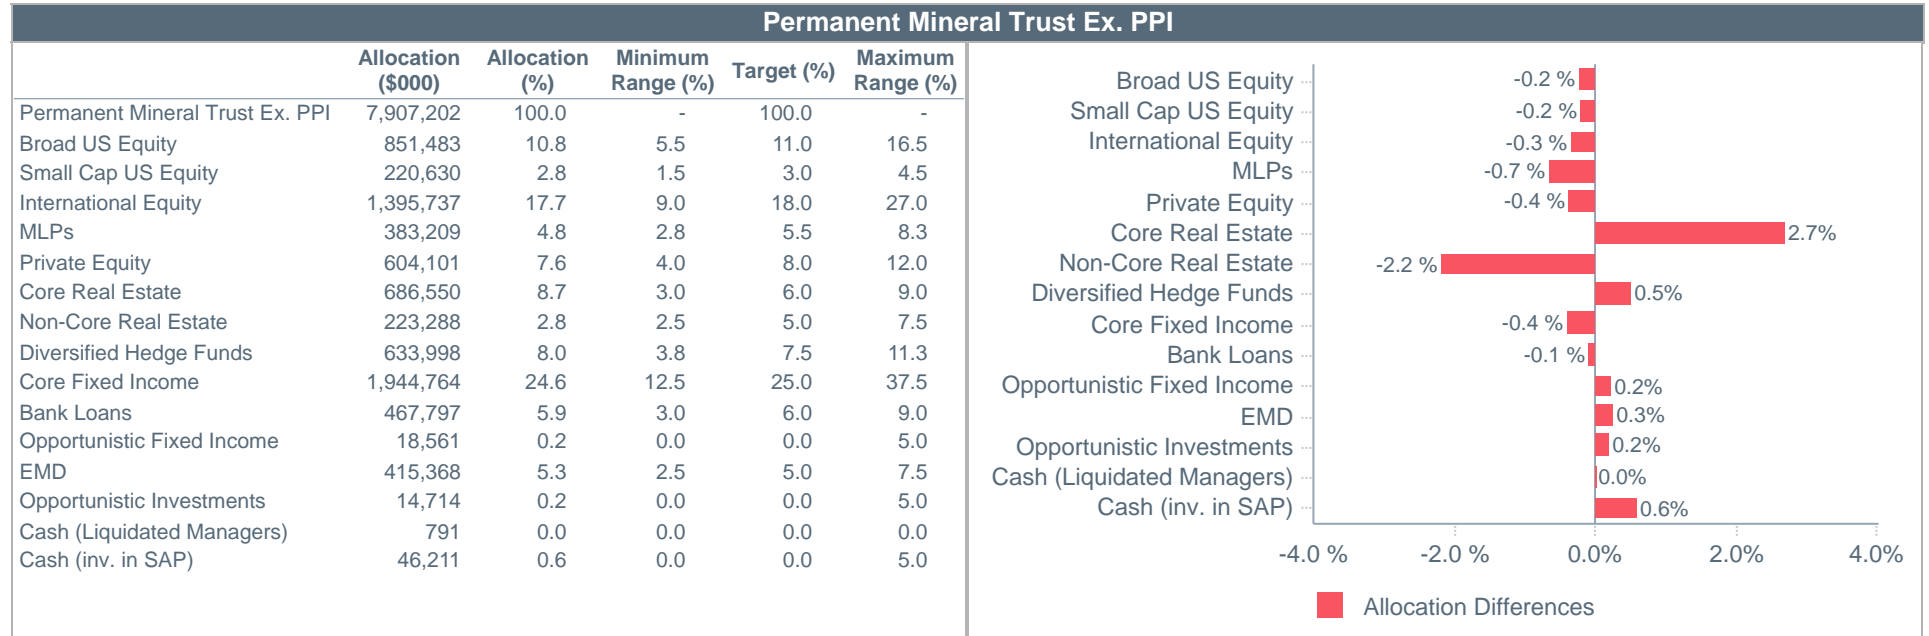 Permanent Mineral Trust Ex. PPI
Allocation ($000) Allocation (%) Minimum Range (%) Target (%) Maximum Range (%)
Permanent Mineral Trust Ex. PPI 7,907,202 100.0 - 100.0 -
Broad US Equity 851,483 10.8 5.5 11.0 16.5
Small Cap US Equity 220,630 2.8 1.5 3.0 4.5
International Equity 1,395,737 17.7 9.0 18.0 27.0
MLPs 383,209 4.8 2.8 5.5 8.3
Private Equity 604,101 7.6 4.0 8.0 12.0
Core Real Estate 686,550 8.7 3.0 6.0 9.0
Non-Core Real Estate 223,288 2.8 2.5 5.0 7.5
Diversified Hedge Funds 633,998 8.0 3.8 7.5 11.3
Core Fixed Income 1,944,764 24.6 12.5 25.0 37.5
Bank Loans 467,797 5.9 3.0 6.0 9.0
Opportunistic Fixed Income 18,561 0.2 0.0 0.0 5.0
EMD 415,368 5.3 2.5 5.0 7.5
Opportunistic Investments 14,714 0.2 0.0 0.0 5.0
Cash (Liquidated Managers) 791 0.0 0.0 0.0 0.0
Cash (inv. in SAP) 46,211 0.6 0.0 0.0 5.0
Broad US Equity -0.2 %
Small Cap US Equity -0.2 %
International Equity -0.3 %
MLPs -0.7 %
Private Equity -0.4 %
Core Real Estate 2.7%
Non-Core Real Estate -2.2 %
Diversified Hedge Funds 0.5%
Core Fixed Income -0.4 %
Bank Loans -0.1 %
Opportunistic Fixed Income 0.2%
EMD 0.3%
Opportunistic Investments 0.2%
Cash (Liquidated Managers) 0.0%
Cash (inv. in SAP) 0.6%
-4.0 % -2.0 % 0.0% 2.0% 4.0%
Allocation Differences